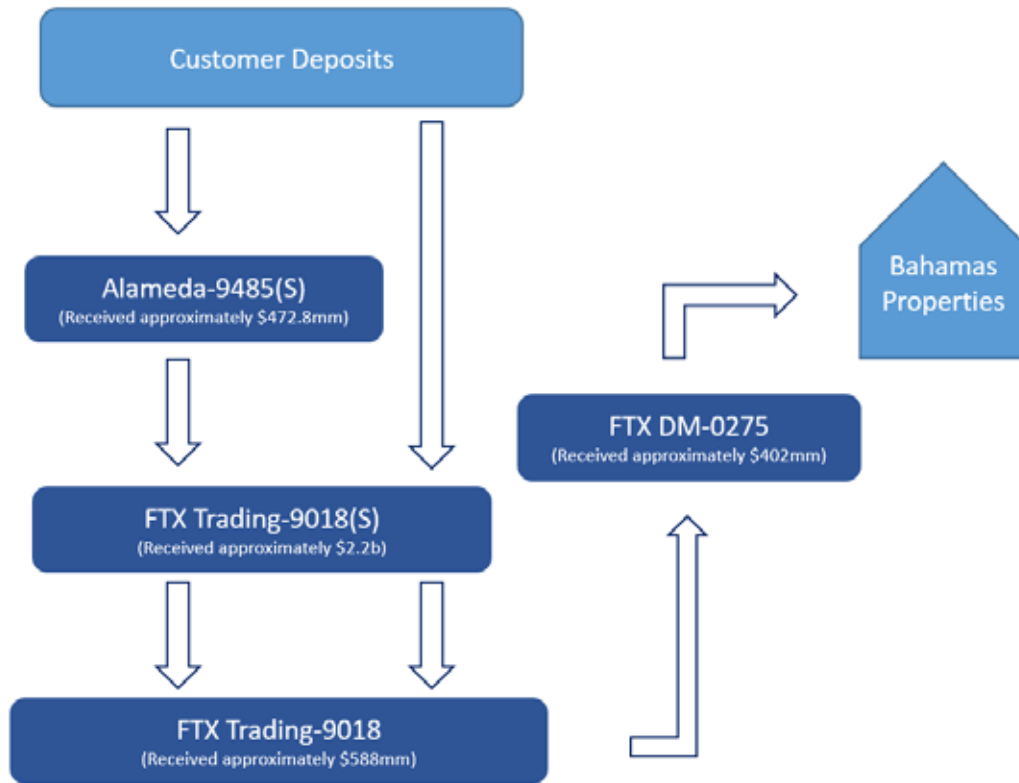 Customer Deposits
Alameda-9485(S)
(Received approximately $472.8mm)
FTX Trading-9018(S)
(Received approximately $2.2b)
FTX Trading-9018
(Received approximately $588mm)
FTX DM-0275
(Received approximately $402mm)
Bahamas
Properties